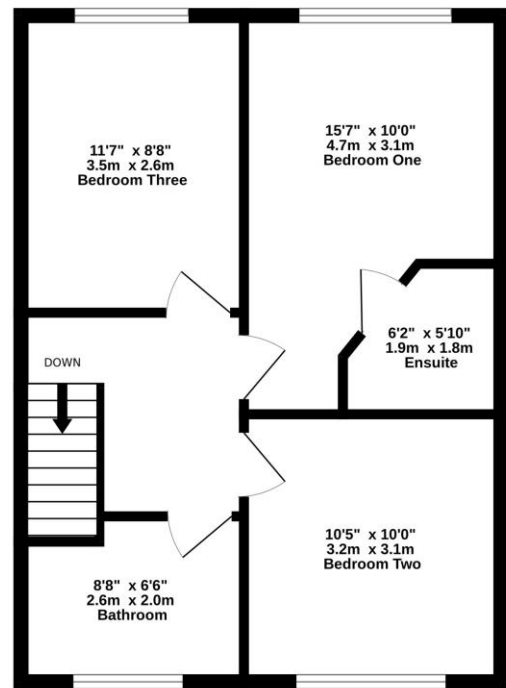 11'7" x 8'8"
3.5m x 2.6m
Bedroom Three
15'7" x 10'0"
4.7m x 3.1m
Bedroom One
6'2" x 5'10"
1.9m x 1.8m
Ensuite
DOWN
10'5" x 10'0"
3.2m x 3.1m
Bedroom Two
8'8" x 6'6"
2.6m x 2.0m
Bathroom